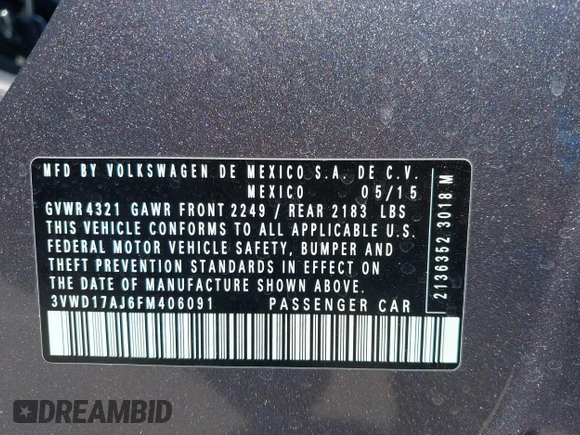 MFD BY VOLKSWAGEN DE MEXICO S.A. DE C.V.
MEXICO 05/15
GVWR 4321 GAWR FRONT 2249 / REAR 2183 LBS
THIS VEHICLE CONFORMS TO ALL APPLICABLE U.S.
FEDERAL MOTOR VEHICLE SAFETY, BUMPER AND
THEFT PREVENTION STANDARDS IN EFFECT ON
THE DATE OF MANUFACTURE SHOWN ABOVE.
3VWD17AJ6FM406091 PASSENGER CAR
2136352 3018 M
DREAMBID